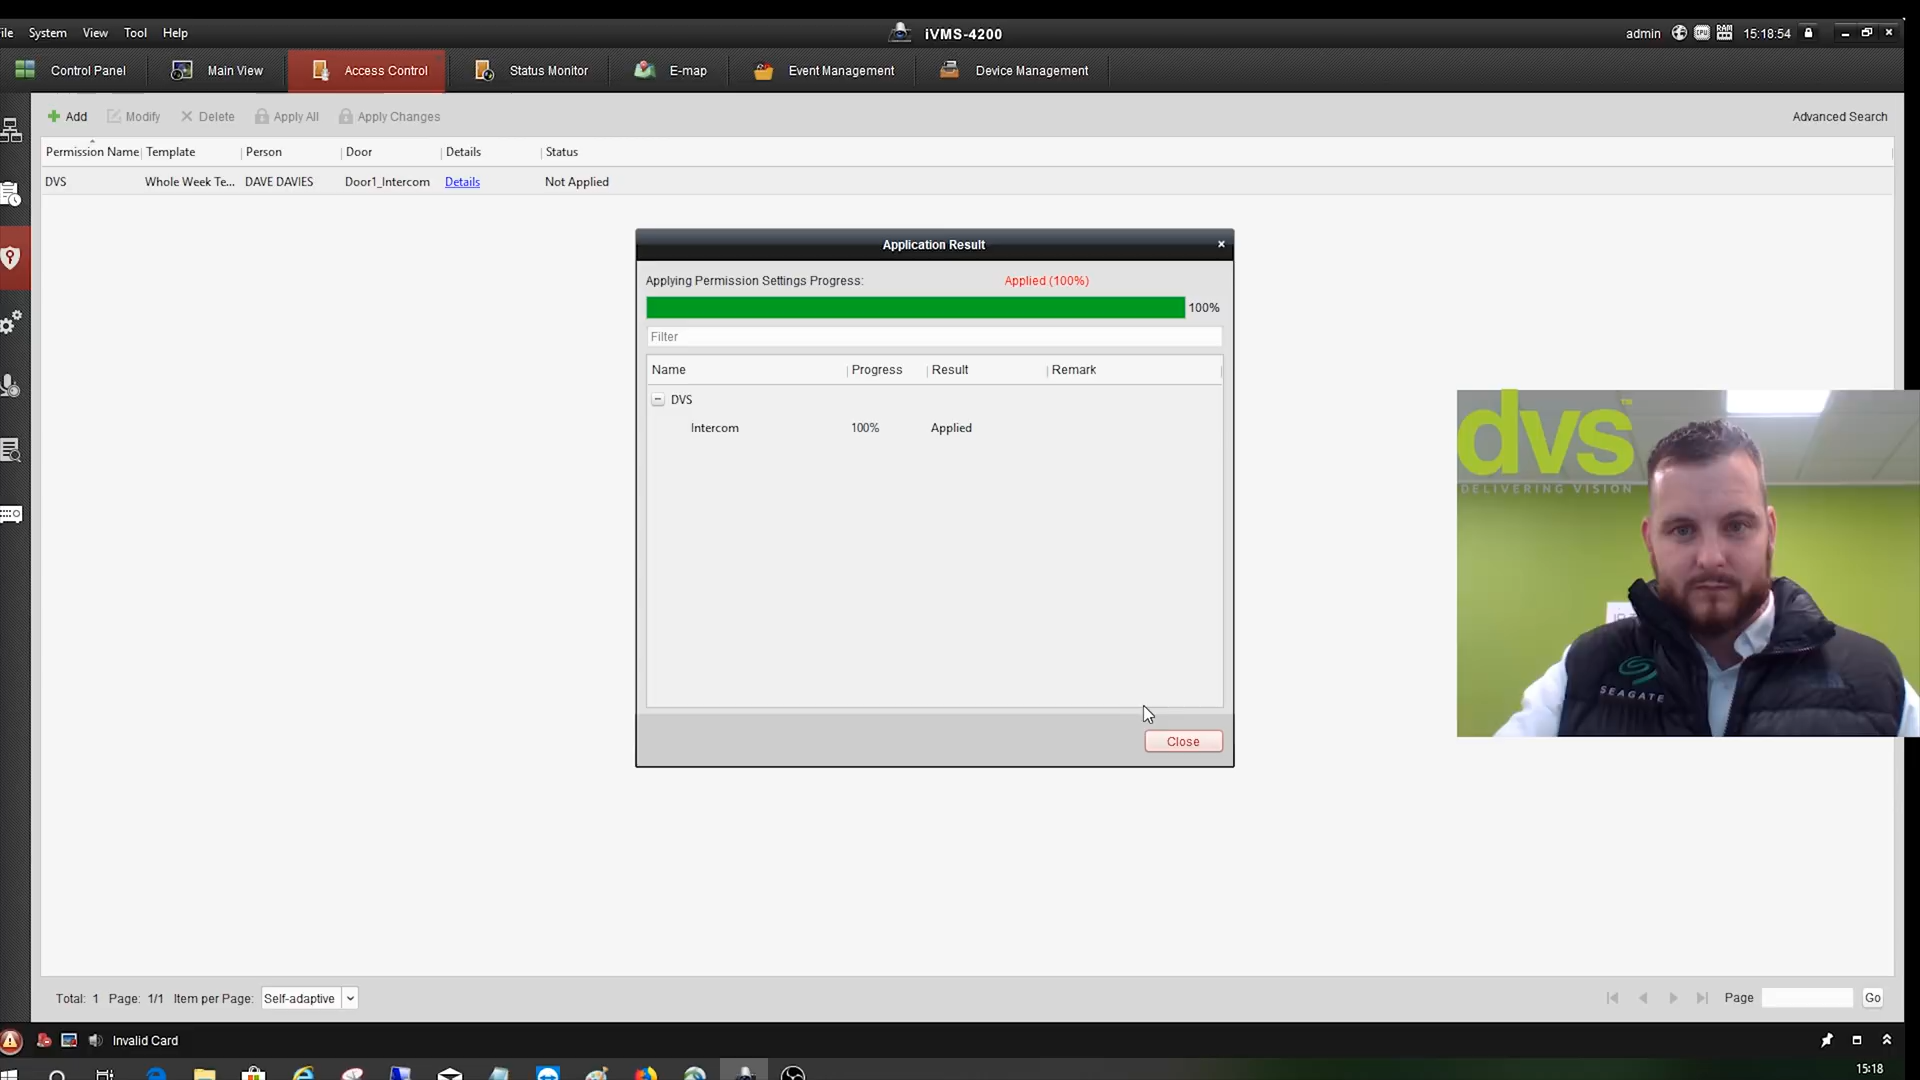 ile System View Tool Help
iVMS-4200
admin CPU RAM 15:18:54
Control Panel Main View Access Control Status Monitor E-map Event Management Device Management
Add Modify Delete Apply All Apply Changes Advanced Search
Permission Name Template Person Door Details Status
DVS Whole Week Te... DAVE DAVIES Door1_Intercom Details Not Applied
Application Result
Applying Permission Settings Progress: Applied (100%)
100%
Filter
Name Progress Result Remark
DVS
Intercom 100% Applied
Close
dvs™
DELIVERING VISION
SEAGATE
Total: 1 Page: 1/1 Item per Page: Self-adaptive Page Go
Invalid Card
15:18